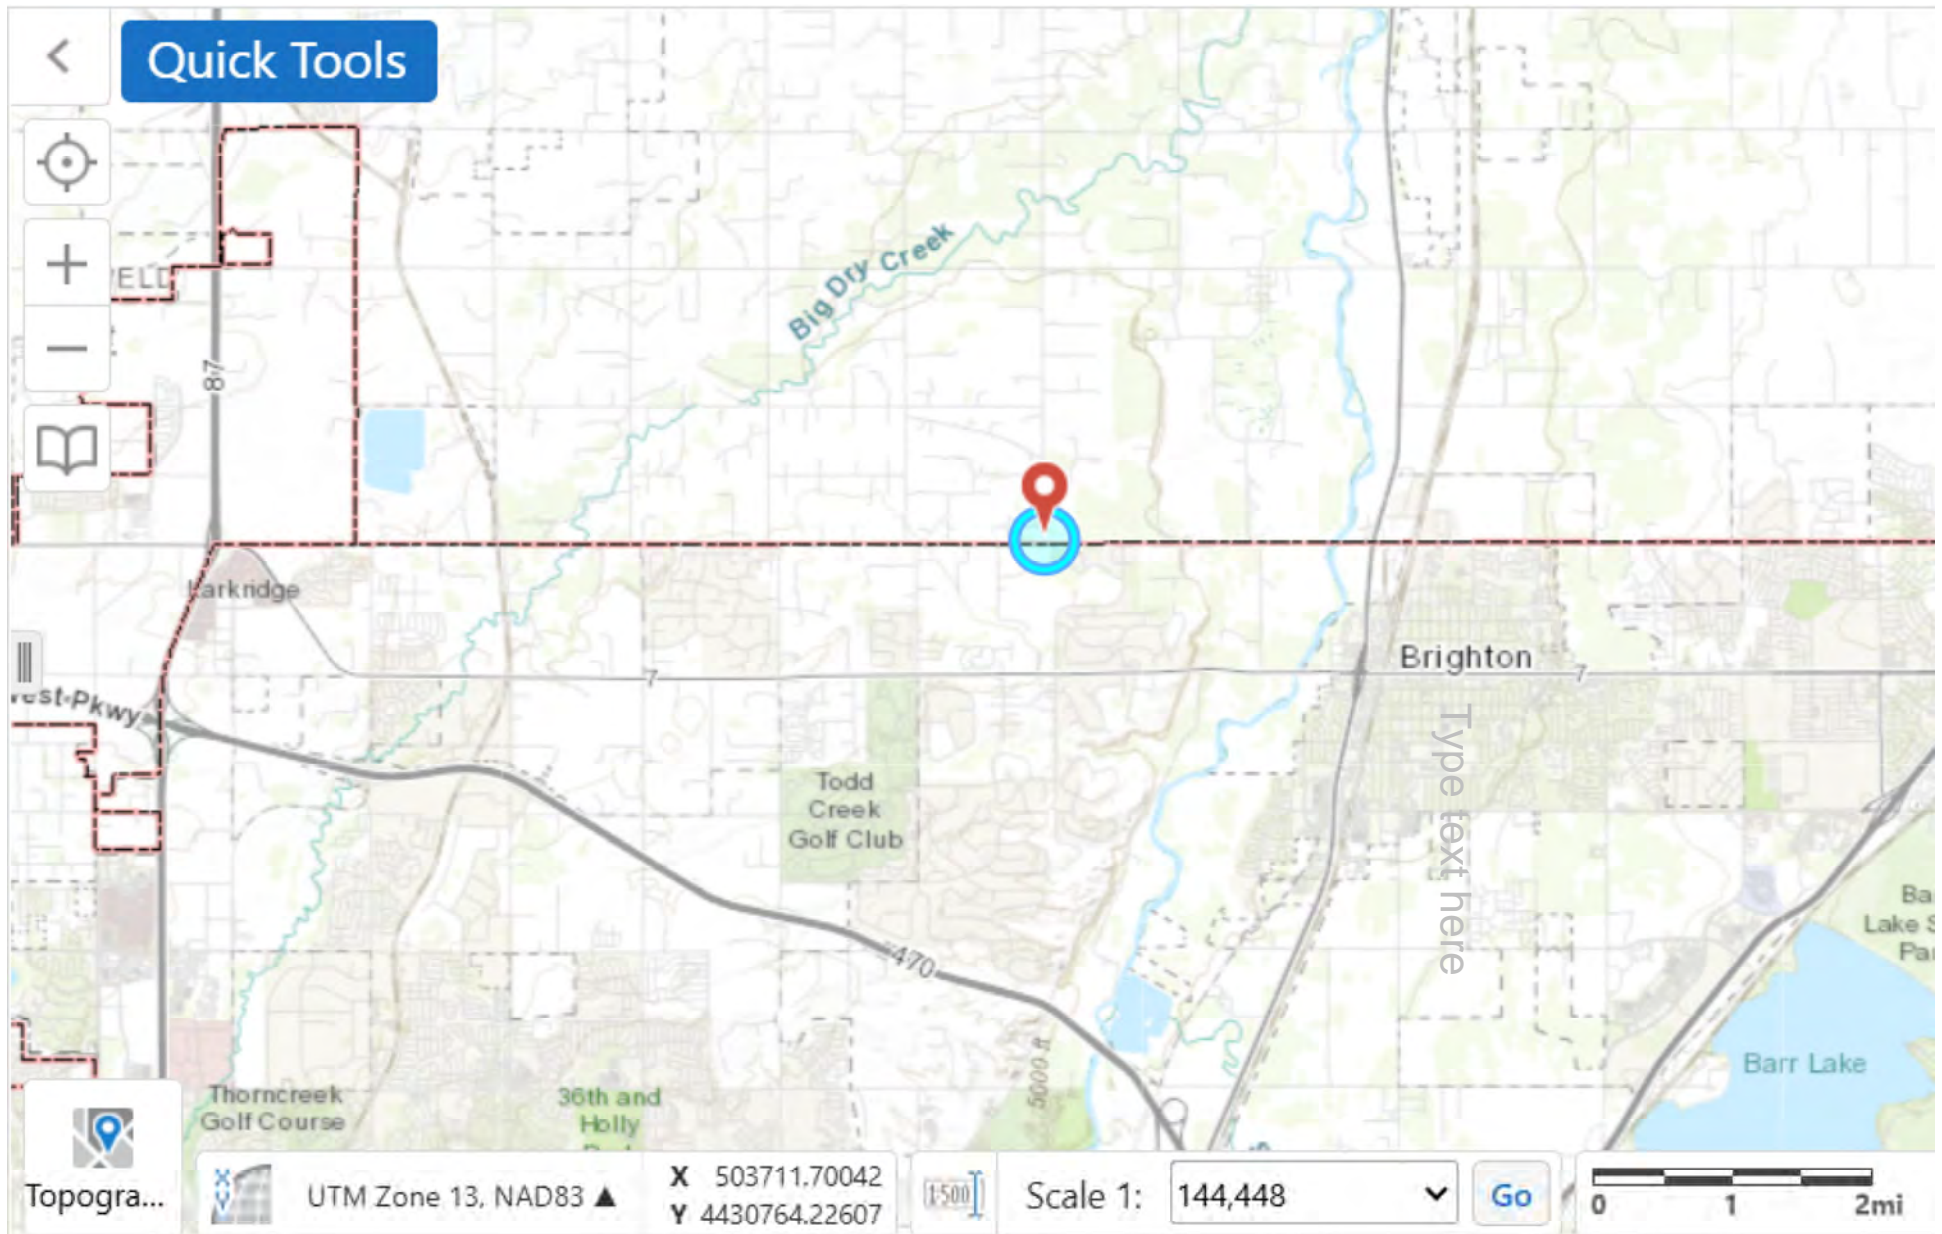 Quick Tools
ELD
87
Big Dry Creek
Larkridge
7
Brighton
7
west-Pkwy
Type text here
Todd
Creek
Golf Club
470
Ba
Lake S
Pa
5000 ft
Barr Lake
Thorncreek
Golf Course
36th and
Holly
Topogra...
UTM Zone 13, NAD83 ▲
X 503711.70042
Y 4430764.22607
1:500
Scale 1: 144,448 Go
0 1 2mi